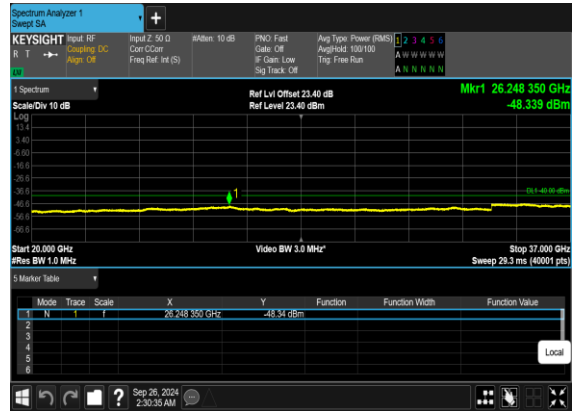 Spectrum Analyzer 1
Swept SA
+
KEYSIGHT Input: RF Input Z: 50 Ω #Atten: 10 dB PNO: Fast Avg Type: Power (RMS) 1 2 3 4 5 6
R T Coupling: DC Corr CCorr Gate: Off Avg|Hold: 100/100 A W W W W W
Align: Off Freq Ref: Int (S) IF Gain: Low Trig: Free Run
Sig Track: Off A N N N N N
1 Spectrum Ref Lvl Offset 23.40 dB Mkr1 26.248 350 GHz
Scale/Div 10 dB Ref Level 23.40 dBm -48.339 dBm
Log
13.4
3.40
-6.60
-16.6
-26.6
-36.6 1 DL1 -40.00 dBm
-46.6
-56.6
-66.6
Start 20.000 GHz Video BW 3.0 MHz* Stop 37.000 GHz
#Res BW 1.0 MHz Sweep 29.3 ms (40001 pts)
5 Marker Table
Mode Trace Scale X Y Function Function Width Function Value
1 N 1 f 26.248 350 GHz -48.34 dBm
2
3
4
5
6
Local
? Sep 26, 2024
2:30:35 AM